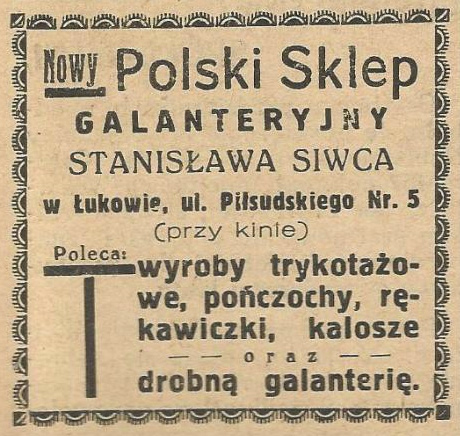 Nowy Polski Sklep
GALANTERYJNY
STANISŁAWA SIWCA
w Łukowie, ul. Piłsudskiego Nr. 5
(przy kinie)
Poleca:
wyroby trykotażo-
we, pończochy, rę-
kawiczki, kalosze
— — oraz — —
drobną galanterię.